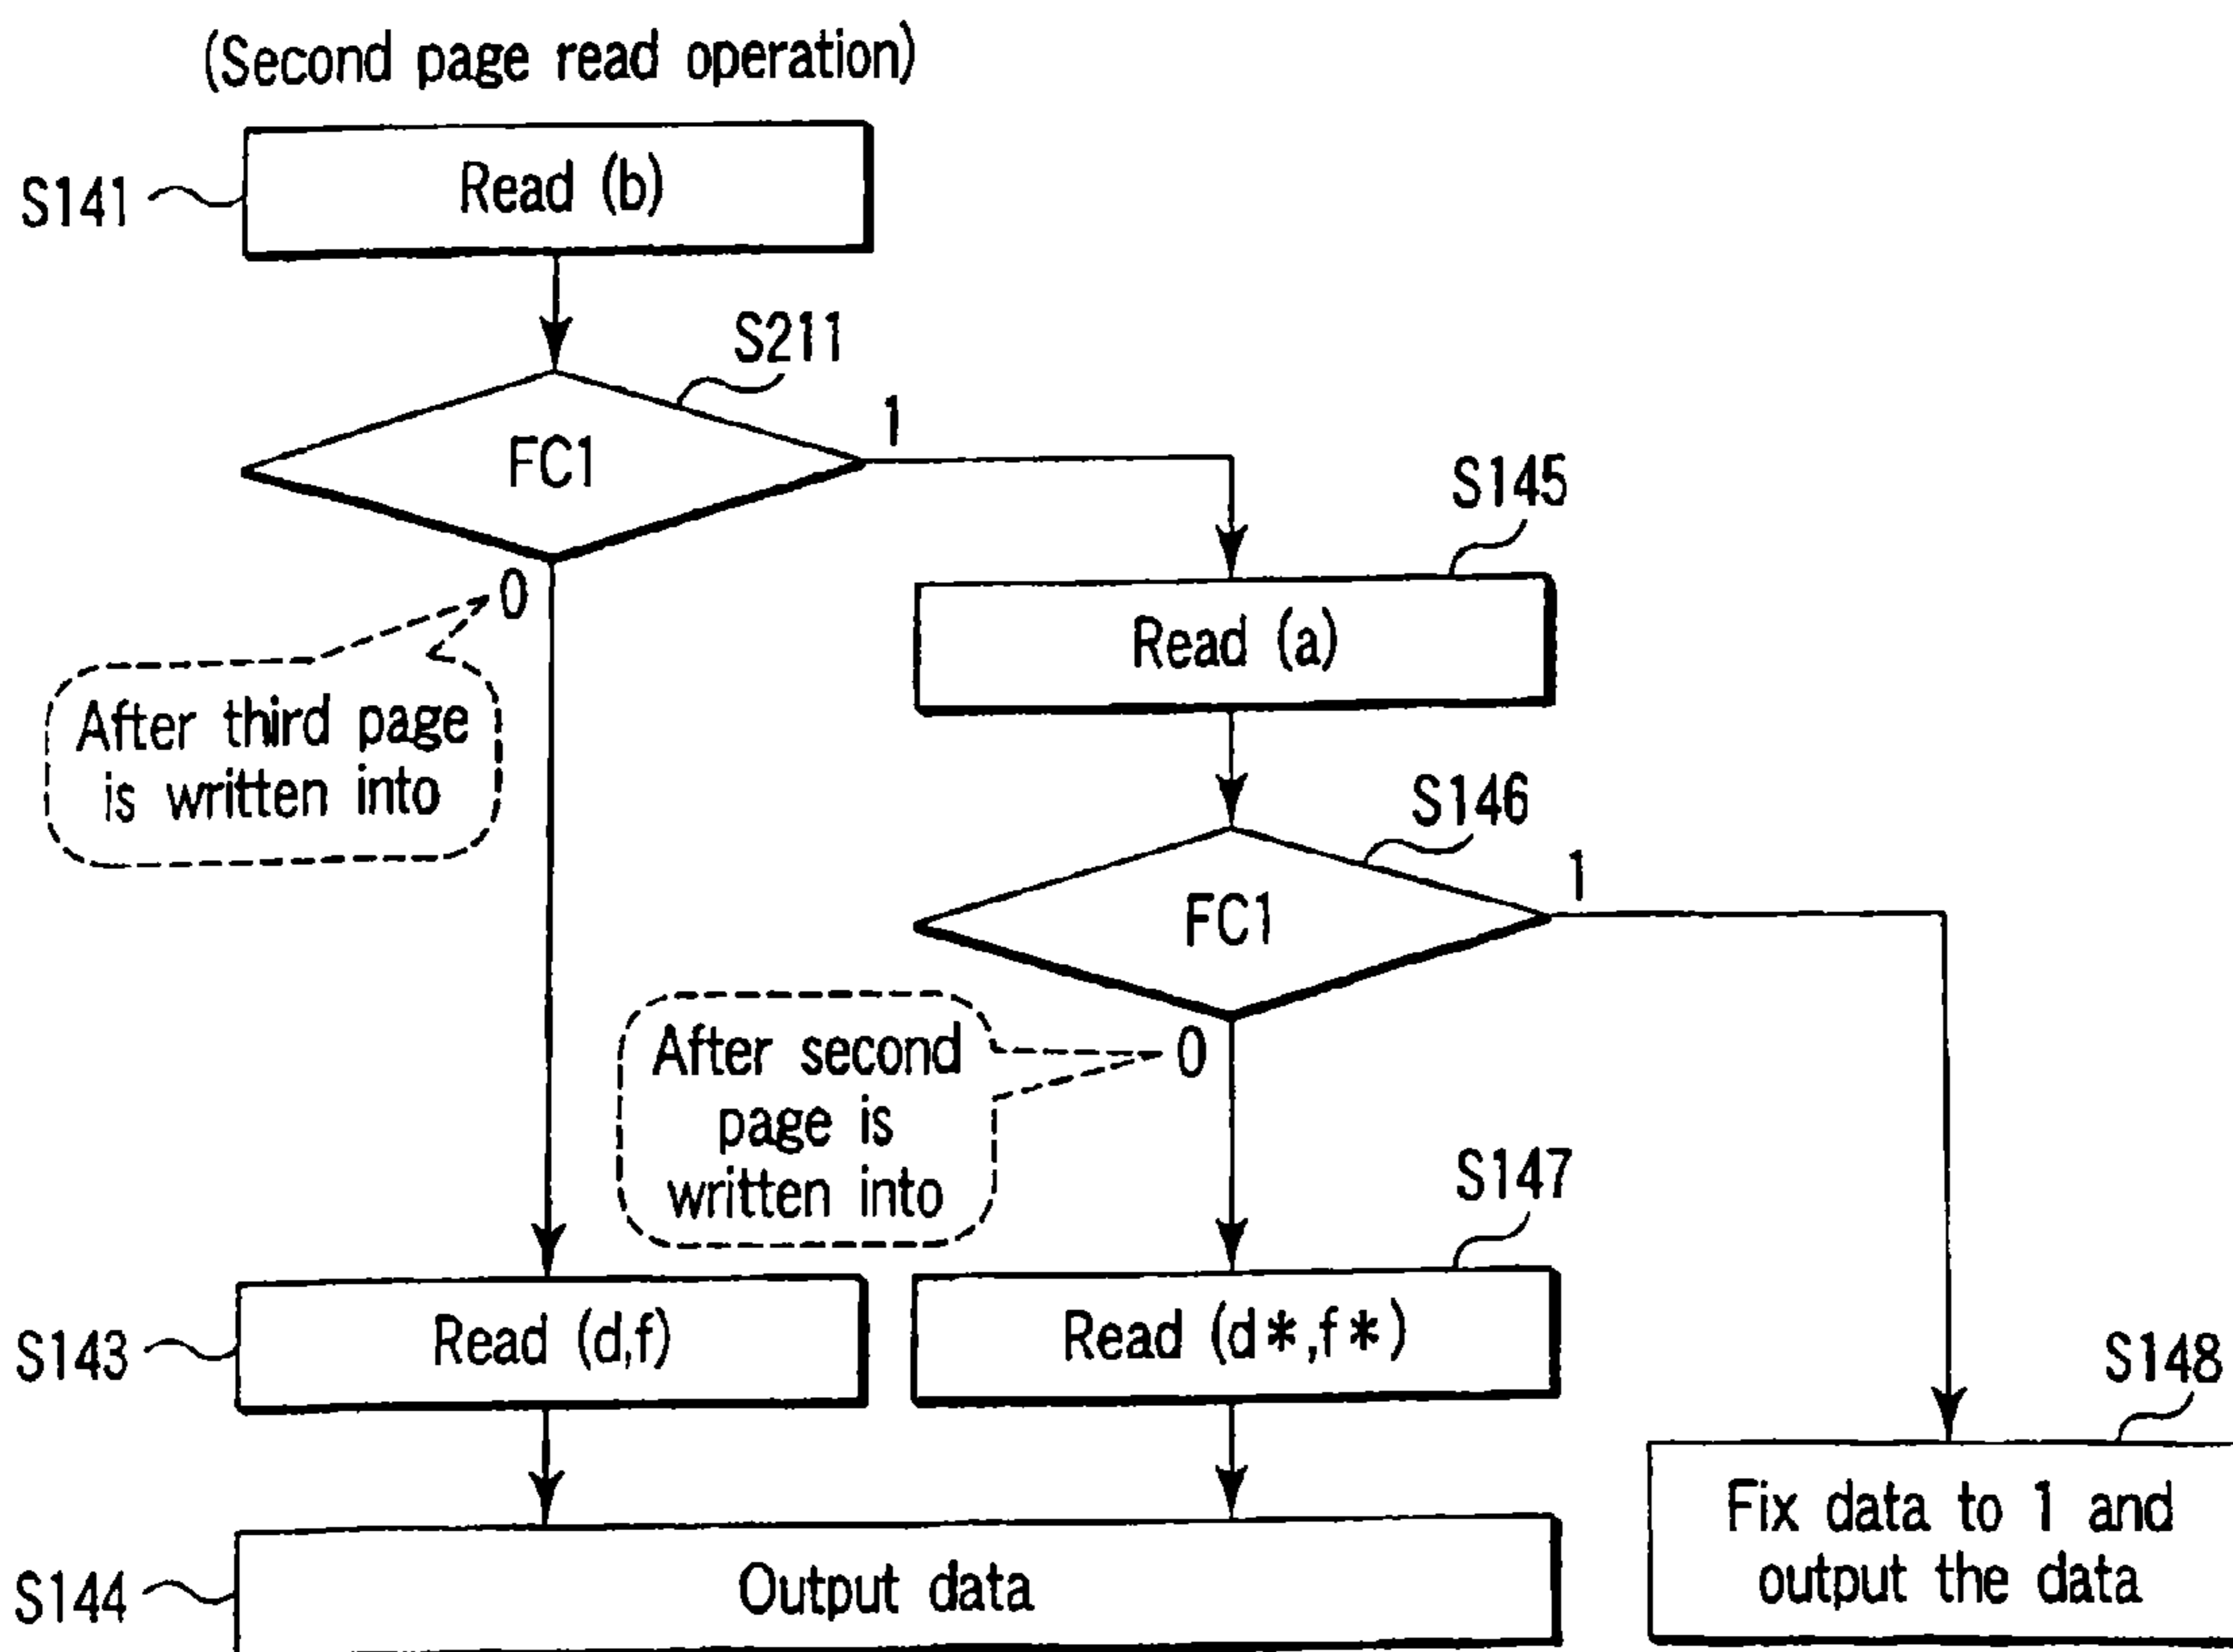 (Second page read operation)
S141
Read (b)
S211
FC1
1
0
After third page
is written into
S145
Read (a)
S146
FC1
1
0
After second
page is
written into
S147
S143
Read (d,f)
Read (d*,f*)
S148
Fix data to 1 and
output the data
S144
Output data